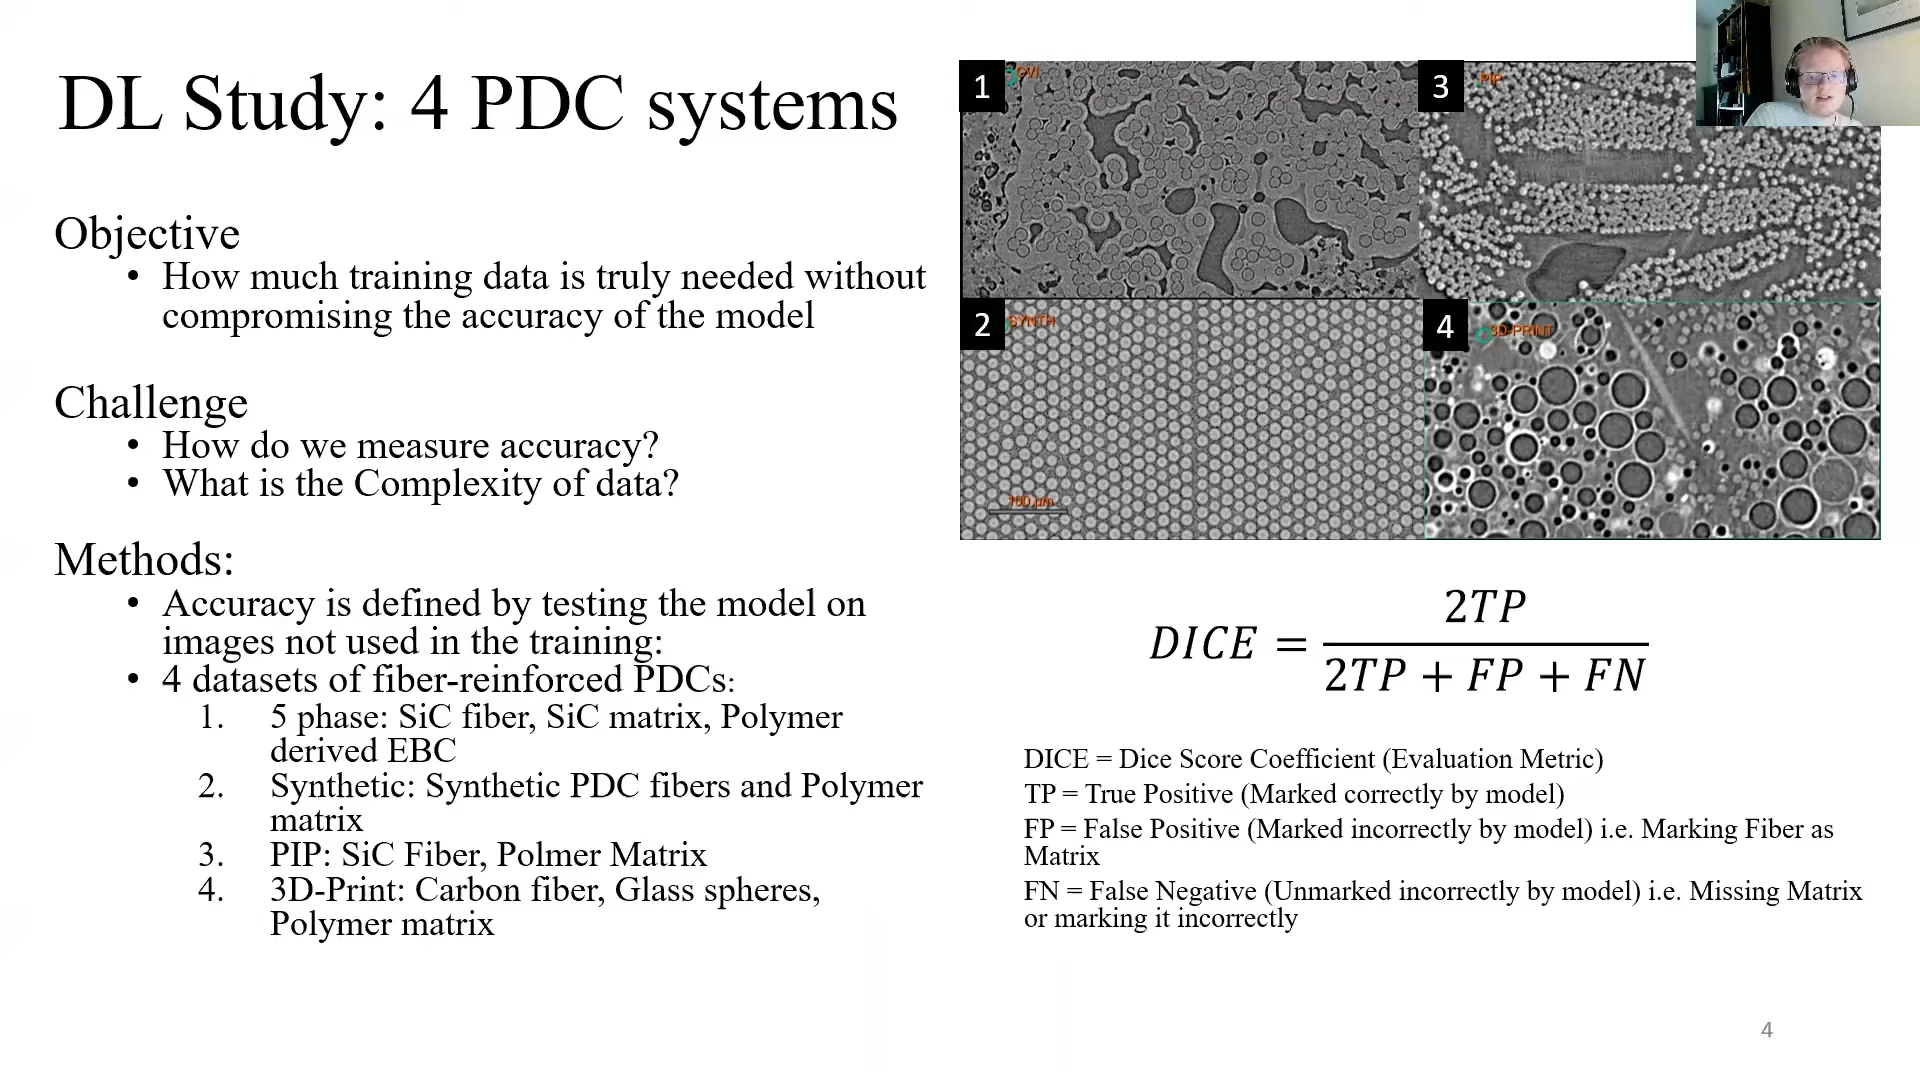 DL Study: 4 PDC systems
Objective
• How much training data is truly needed without
compromising the accuracy of the model
Challenge
• How do we measure accuracy?
• What is the Complexity of data?
Methods:
• Accuracy is defined by testing the model on
images not used in the training:
• 4 datasets of fiber-reinforced PDCs:
1. 5 phase: SiC fiber, SiC matrix, Polymer
derived EBC
2. Synthetic: Synthetic PDC fibers and Polymer
matrix
3. PIP: SiC Fiber, Polmer Matrix
4. 3D-Print: Carbon fiber, Glass spheres,
Polymer matrix
1
3
PIP
2
SYNTH
100 µm
4
3D-PRINT
DICE = 2TP / 2TP + FP + FN
DICE = Dice Score Coefficient (Evaluation Metric)
TP = True Positive (Marked correctly by model)
FP = False Positive (Marked incorrectly by model) i.e. Marking Fiber as
Matrix
FN = False Negative (Unmarked incorrectly by model) i.e. Missing Matrix
or marking it incorrectly
4